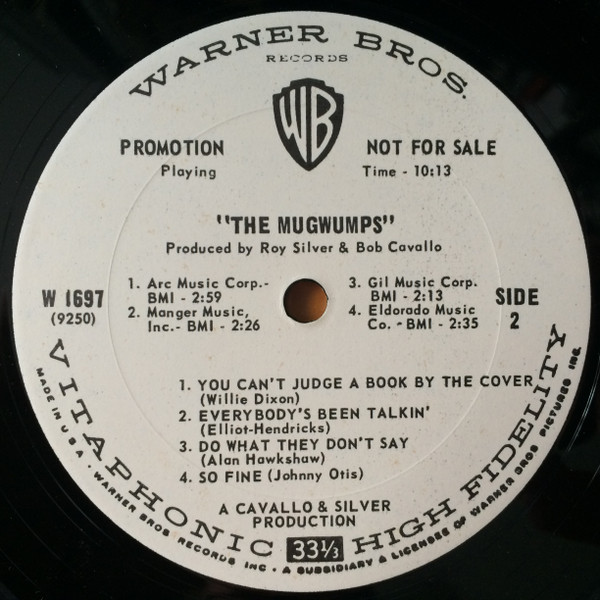 WARNER BROS.
RECORDS
WB
PROMOTION
NOT FOR SALE
Playing
Time - 10:13
"THE MUGWUMPS"
Produced by Roy Silver & Bob Cavallo
W 1697
(9250)
1. Arc Music Corp.-
BMI - 2:59
2. Manger Music,
Inc.- BMI - 2:26
3. Gil Music Corp.
BMI - 2:13
4. Eldorado Music
Co. - BMI - 2:35
SIDE
2
1. YOU CAN'T JUDGE A BOOK BY THE COVER
(Willie Dixon)
2. EVERYBODY'S BEEN TALKIN'
(Elliot-Hendricks)
3. DO WHAT THEY DON'T SAY
(Alan Hawkshaw)
4. SO FINE (Johnny Otis)
A CAVALLO & SILVER
PRODUCTION
VITAPHONIC 33⅓ HIGH FIDELITY
MADE IN U.S.A. · WARNER BROS RECORDS INC · A SUBSIDIARY & LICENSEE OF WARNER BROS PICTURES INC.